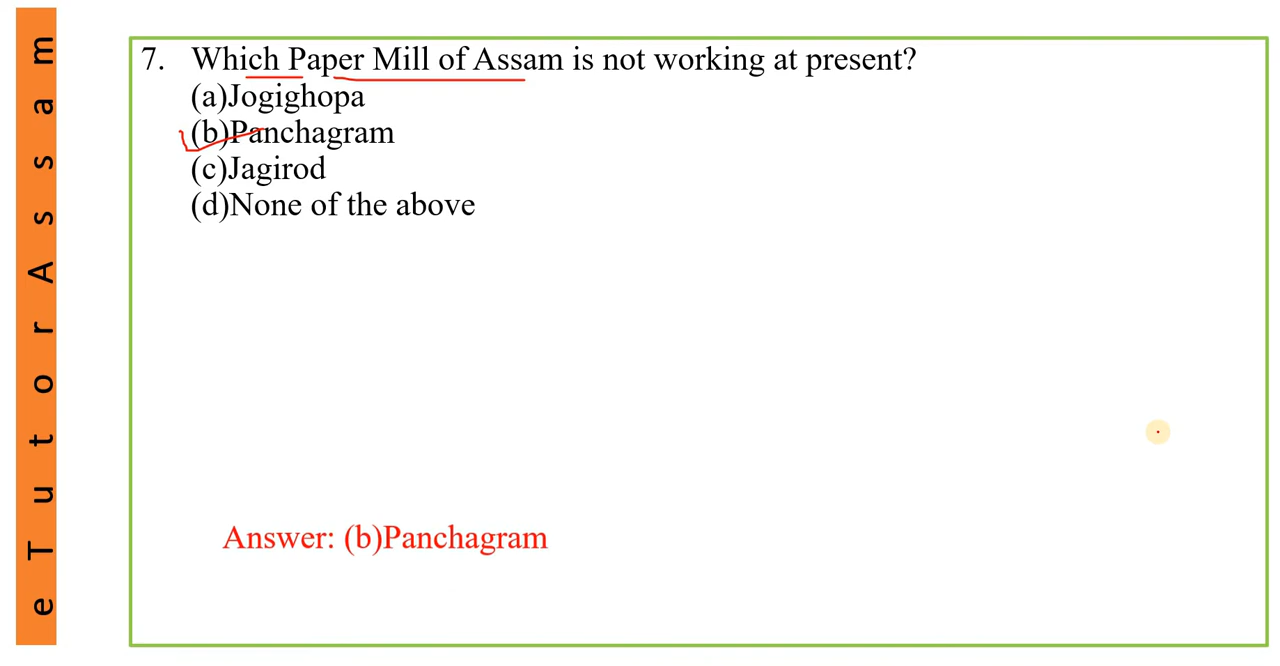 e T u t o r A s s a m
7. Which Paper Mill of Assam is not working at present?
(a)Jogighopa
(b)Panchagram
(c)Jagirod
(d)None of the above
Answer: (b)Panchagram